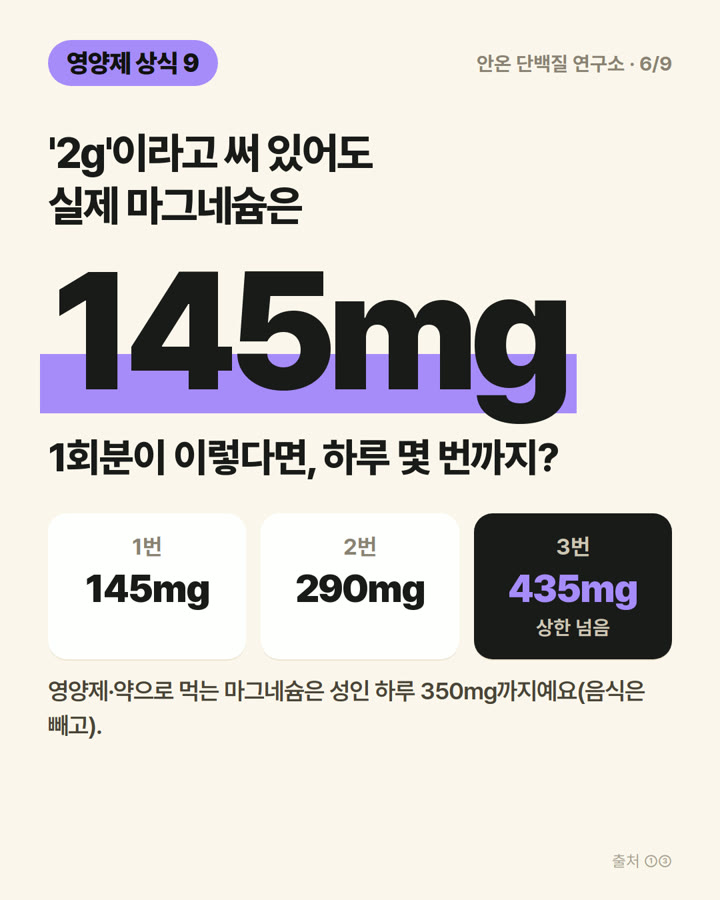 영양제 상식 9
안온 단백질 연구소 · 6/9
'2g'이라고 써 있어도
실제 마그네슘은
145mg
1회분이 이렇다면, 하루 몇 번까지?
1번
145mg
2번
290mg
3번
435mg
상한 넘음
영양제·약으로 먹는 마그네슘은 성인 하루 350mg까지예요(음식은
빼고).
출처 ①③